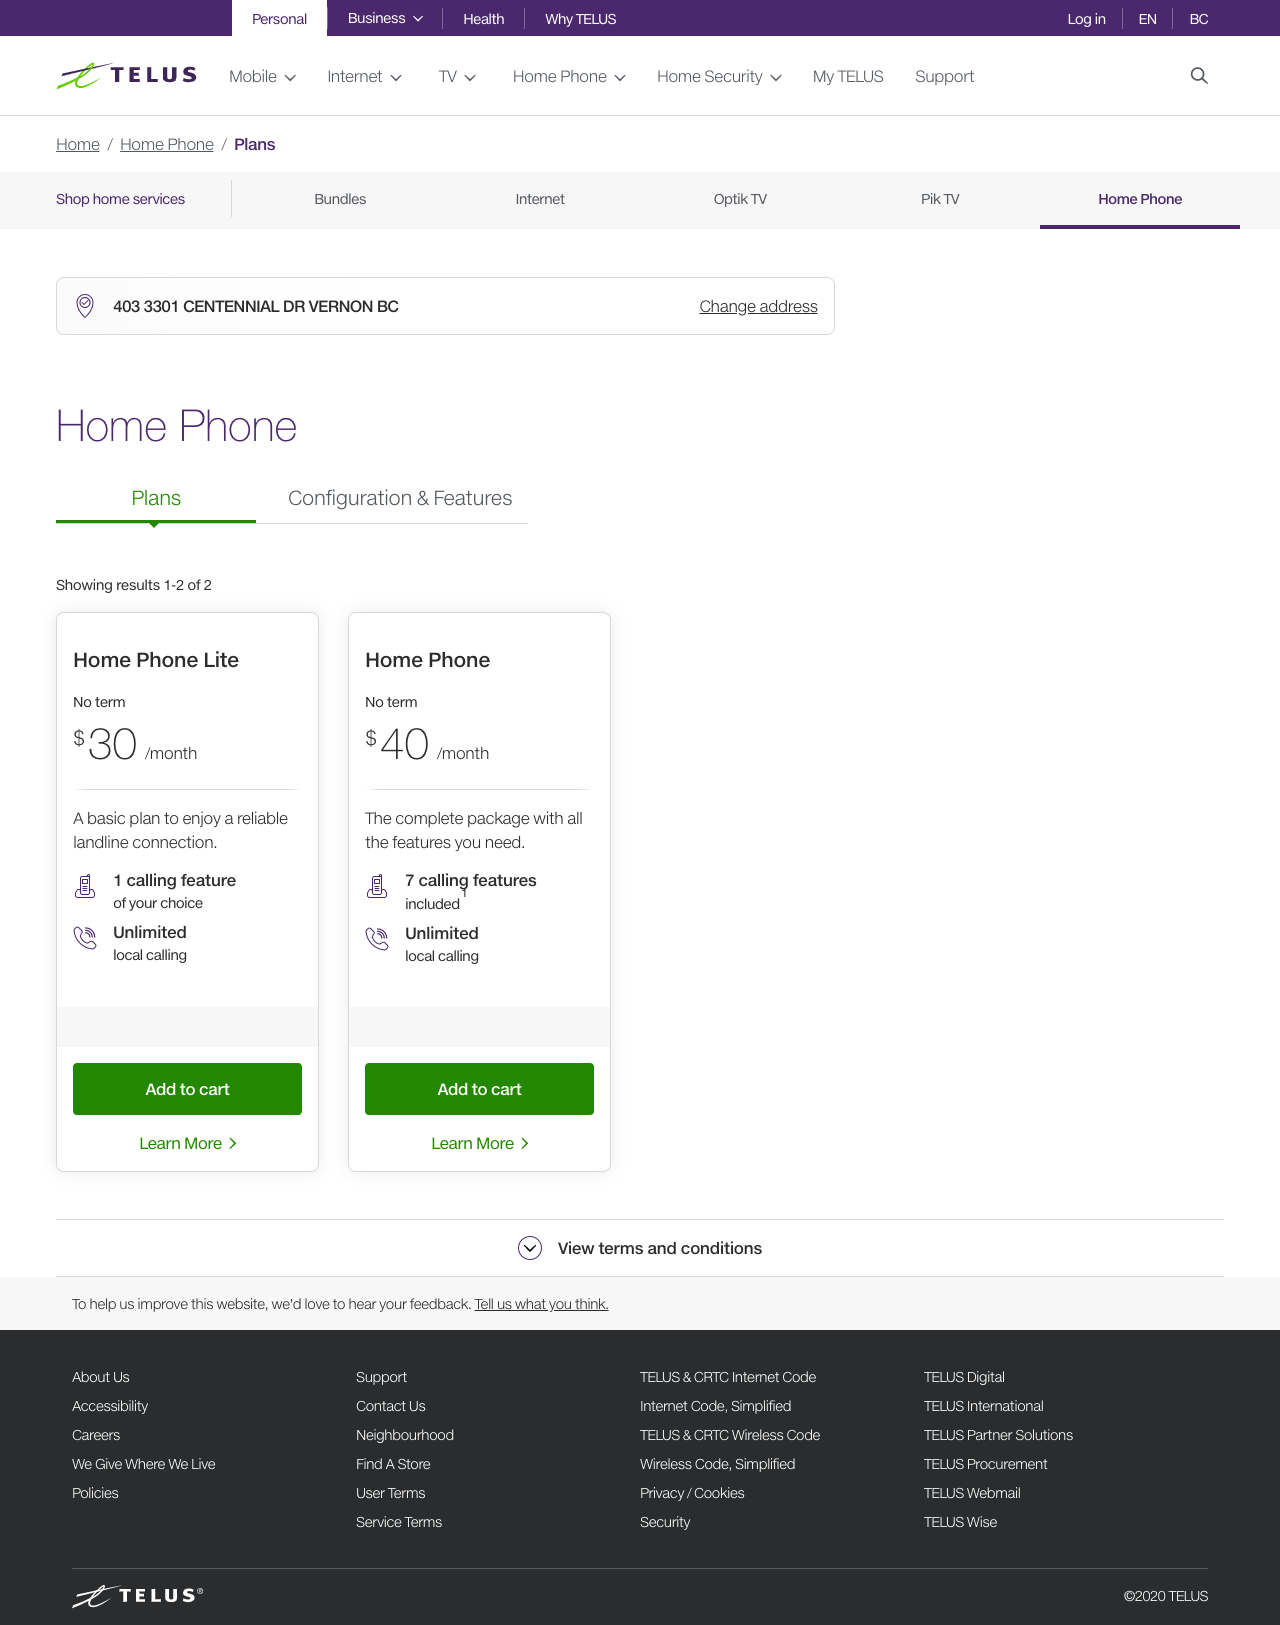 Personal Business Health Why TELUS Log in EN BC
TELUS Mobile Internet TV Home Phone Home Security My TELUS Support
Home / Home Phone / Plans
Shop home services Bundles Internet Optik TV Pik TV Home Phone
403 3301 CENTENNIAL DR VERNON BC Change address
Home Phone
Plans Configuration & Features
Showing results 1-2 of 2
Home Phone Lite
No term
$30 /month
A basic plan to enjoy a reliable
landline connection.
1 calling feature
of your choice
Unlimited
local calling
Add to cart
Learn More
Home Phone
No term
$40 /month
The complete package with all
the features you need.
7 calling features
included 1
Unlimited
local calling
Add to cart
Learn More
View terms and conditions
To help us improve this website, we'd love to hear your feedback. Tell us what you think.
About Us
Accessibility
Careers
We Give Where We Live
Policies
Support
Contact Us
Neighbourhood
Find A Store
User Terms
Service Terms
TELUS & CRTC Internet Code
Internet Code, Simplified
TELUS & CRTC Wireless Code
Wireless Code, Simplified
Privacy / Cookies
Security
TELUS Digital
TELUS International
TELUS Partner Solutions
TELUS Procurement
TELUS Webmail
TELUS Wise
TELUS® ©2020 TELUS